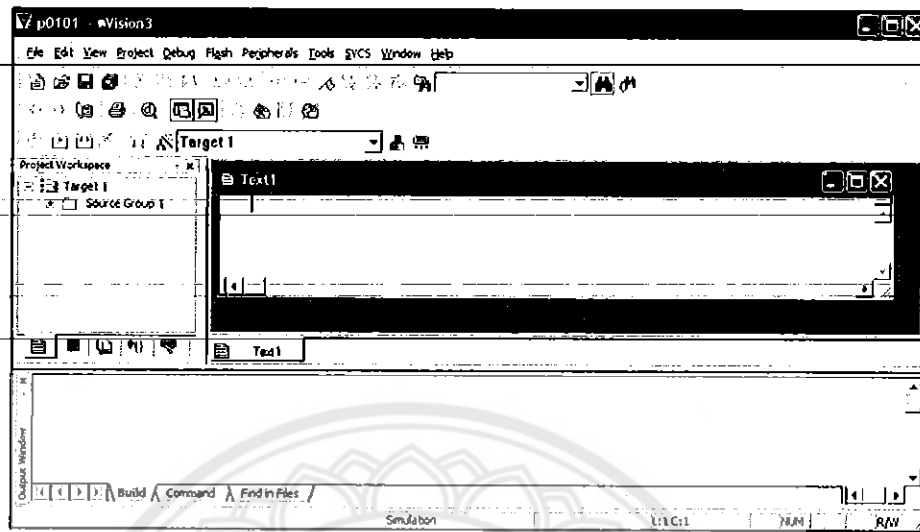 p0101 - µVision3
File Edit View Project Debug Flash Peripherals Tools SVCS Window Help
Target 1
Project Workspace
Target 1
Source Group 1
Text1
Text1
Output Window
Build Command Find in Files
Simulation L:1 C:1 NUM R/W